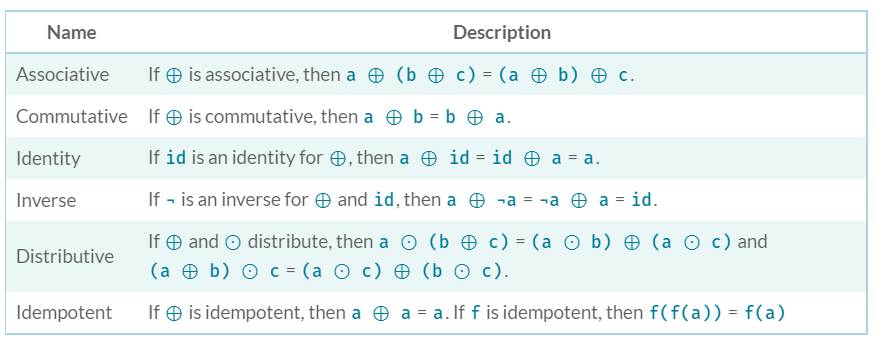 Name Description
Associative If ⊕ is associative, then a ⊕ (b ⊕ c) = (a ⊕ b) ⊕ c.
Commutative If ⊕ is commutative, then a ⊕ b = b ⊕ a.
Identity If id is an identity for ⊕, then a ⊕ id = id ⊕ a = a.
Inverse If ¬ is an inverse for ⊕ and id, then a ⊕ ¬a = ¬a ⊕ a = id.
Distributive If ⊕ and ⊙ distribute, then a ⊙ (b ⊕ c) = (a ⊙ b) ⊕ (a ⊙ c) and
(a ⊕ b) ⊙ c = (a ⊙ c) ⊕ (b ⊙ c).
Idempotent If ⊕ is idempotent, then a ⊕ a = a. If f is idempotent, then f(f(a)) = f(a)